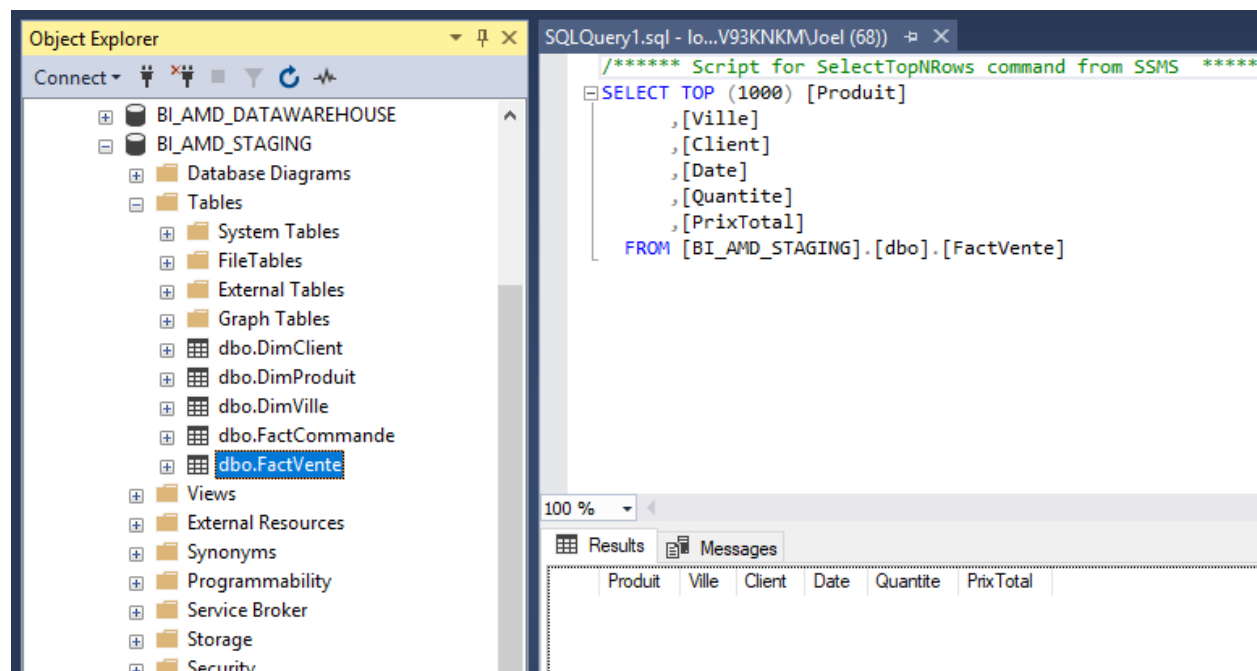 Object Explorer
Connect
BI_AMD_DATAWAREHOUSE
BI_AMD_STAGING
Database Diagrams
Tables
System Tables
FileTables
External Tables
Graph Tables
dbo.DimClient
dbo.DimProduit
dbo.DimVille
dbo.FactCommande
dbo.FactVente
Views
External Resources
Synonyms
Programmability
Service Broker
Storage
Security
SQLQuery1.sql - lo...V93KNKM\Joel (68))
/****** Script for SelectTopNRows command from SSMS  *****
SELECT TOP (1000) [Produit]
,[Ville]
,[Client]
,[Date]
,[Quantite]
,[PrixTotal]
FROM [BI_AMD_STAGING].[dbo].[FactVente]
100 %
Results Messages
Produit Ville Client Date Quantite PrixTotal